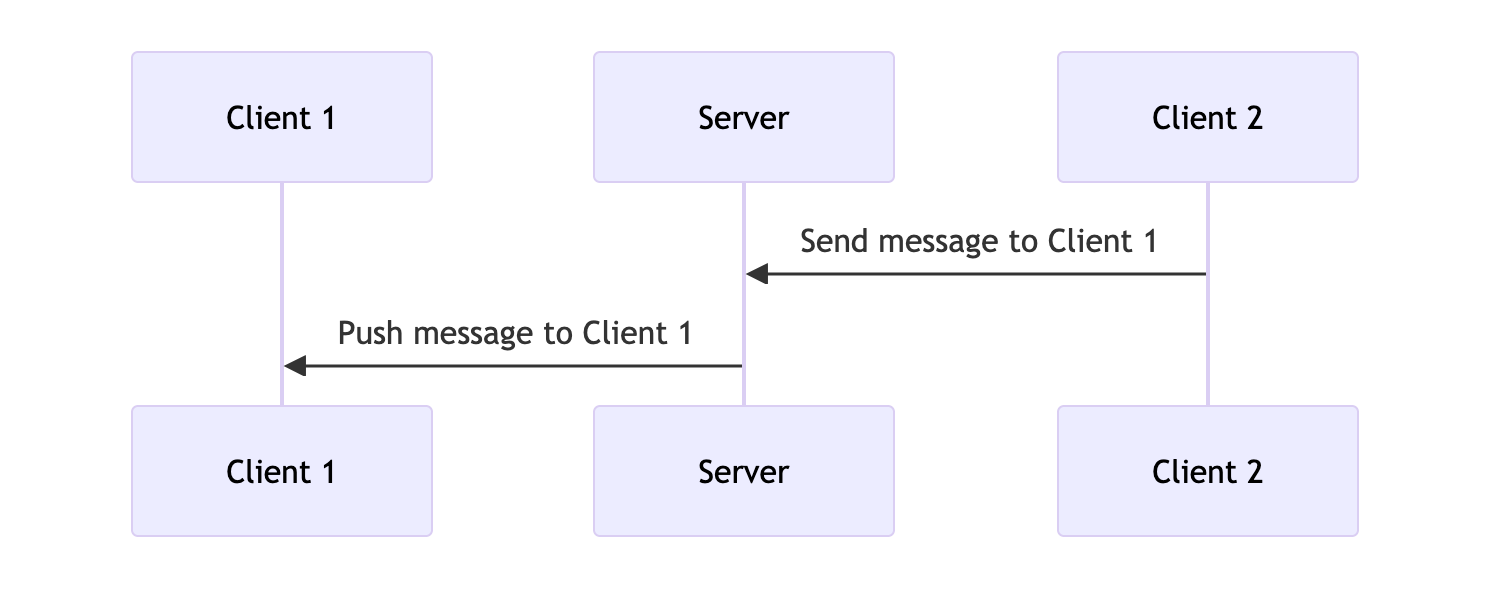 Client 1
Server
Client 2
Send message to Client 1
Push message to Client 1
Client 1
Server
Client 2